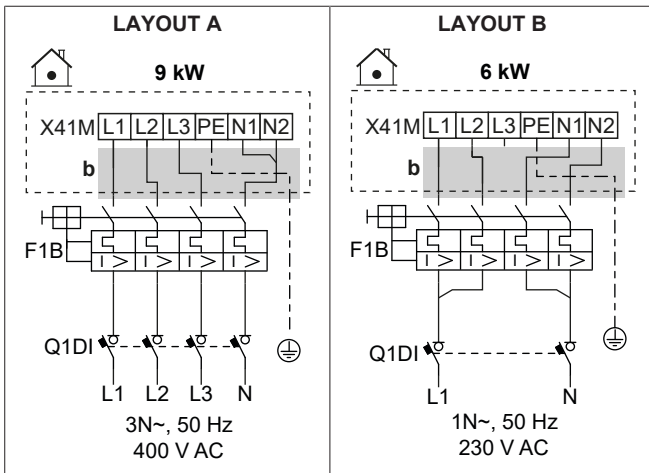 LAYOUT A
9 kW
X41M L1 L2 L3 PE N1 N2
b
F1B
I > I > I > I >
Q1DI
L1 L2 L3 N
3N~, 50 Hz
400 V AC
LAYOUT B
6 kW
X41M L1 L2 L3 PE N1 N2
b
F1B
I > I > I > I >
Q1DI
L1 N
1N~, 50 Hz
230 V AC